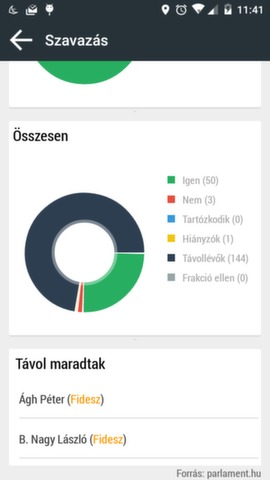 11:41
Szavazás
Összesen
Igen (50)
Nem (3)
Tartózkodik (0)
Hiányzók (1)
Távollévők (144)
Frakció ellen (0)
Távol maradtak
Ágh Péter (Fidesz)
B. Nagy László (Fidesz)
Forrás: parlament.hu